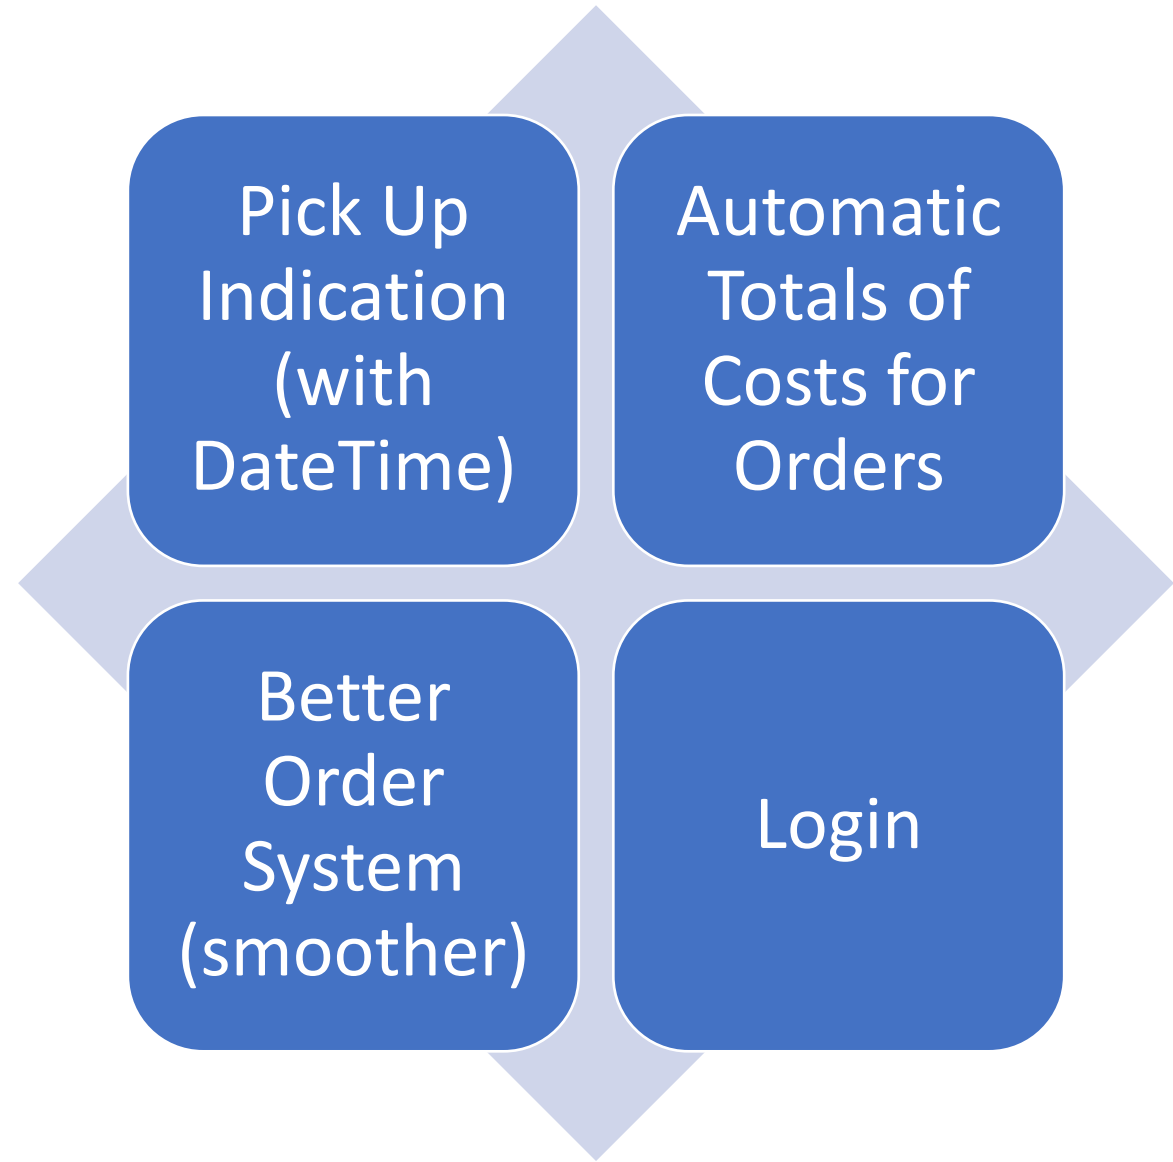 Pick Up
Indication
(with
DateTime)
Automatic
Totals of
Costs for
Orders
Better
Order
System
(smoother)
Login